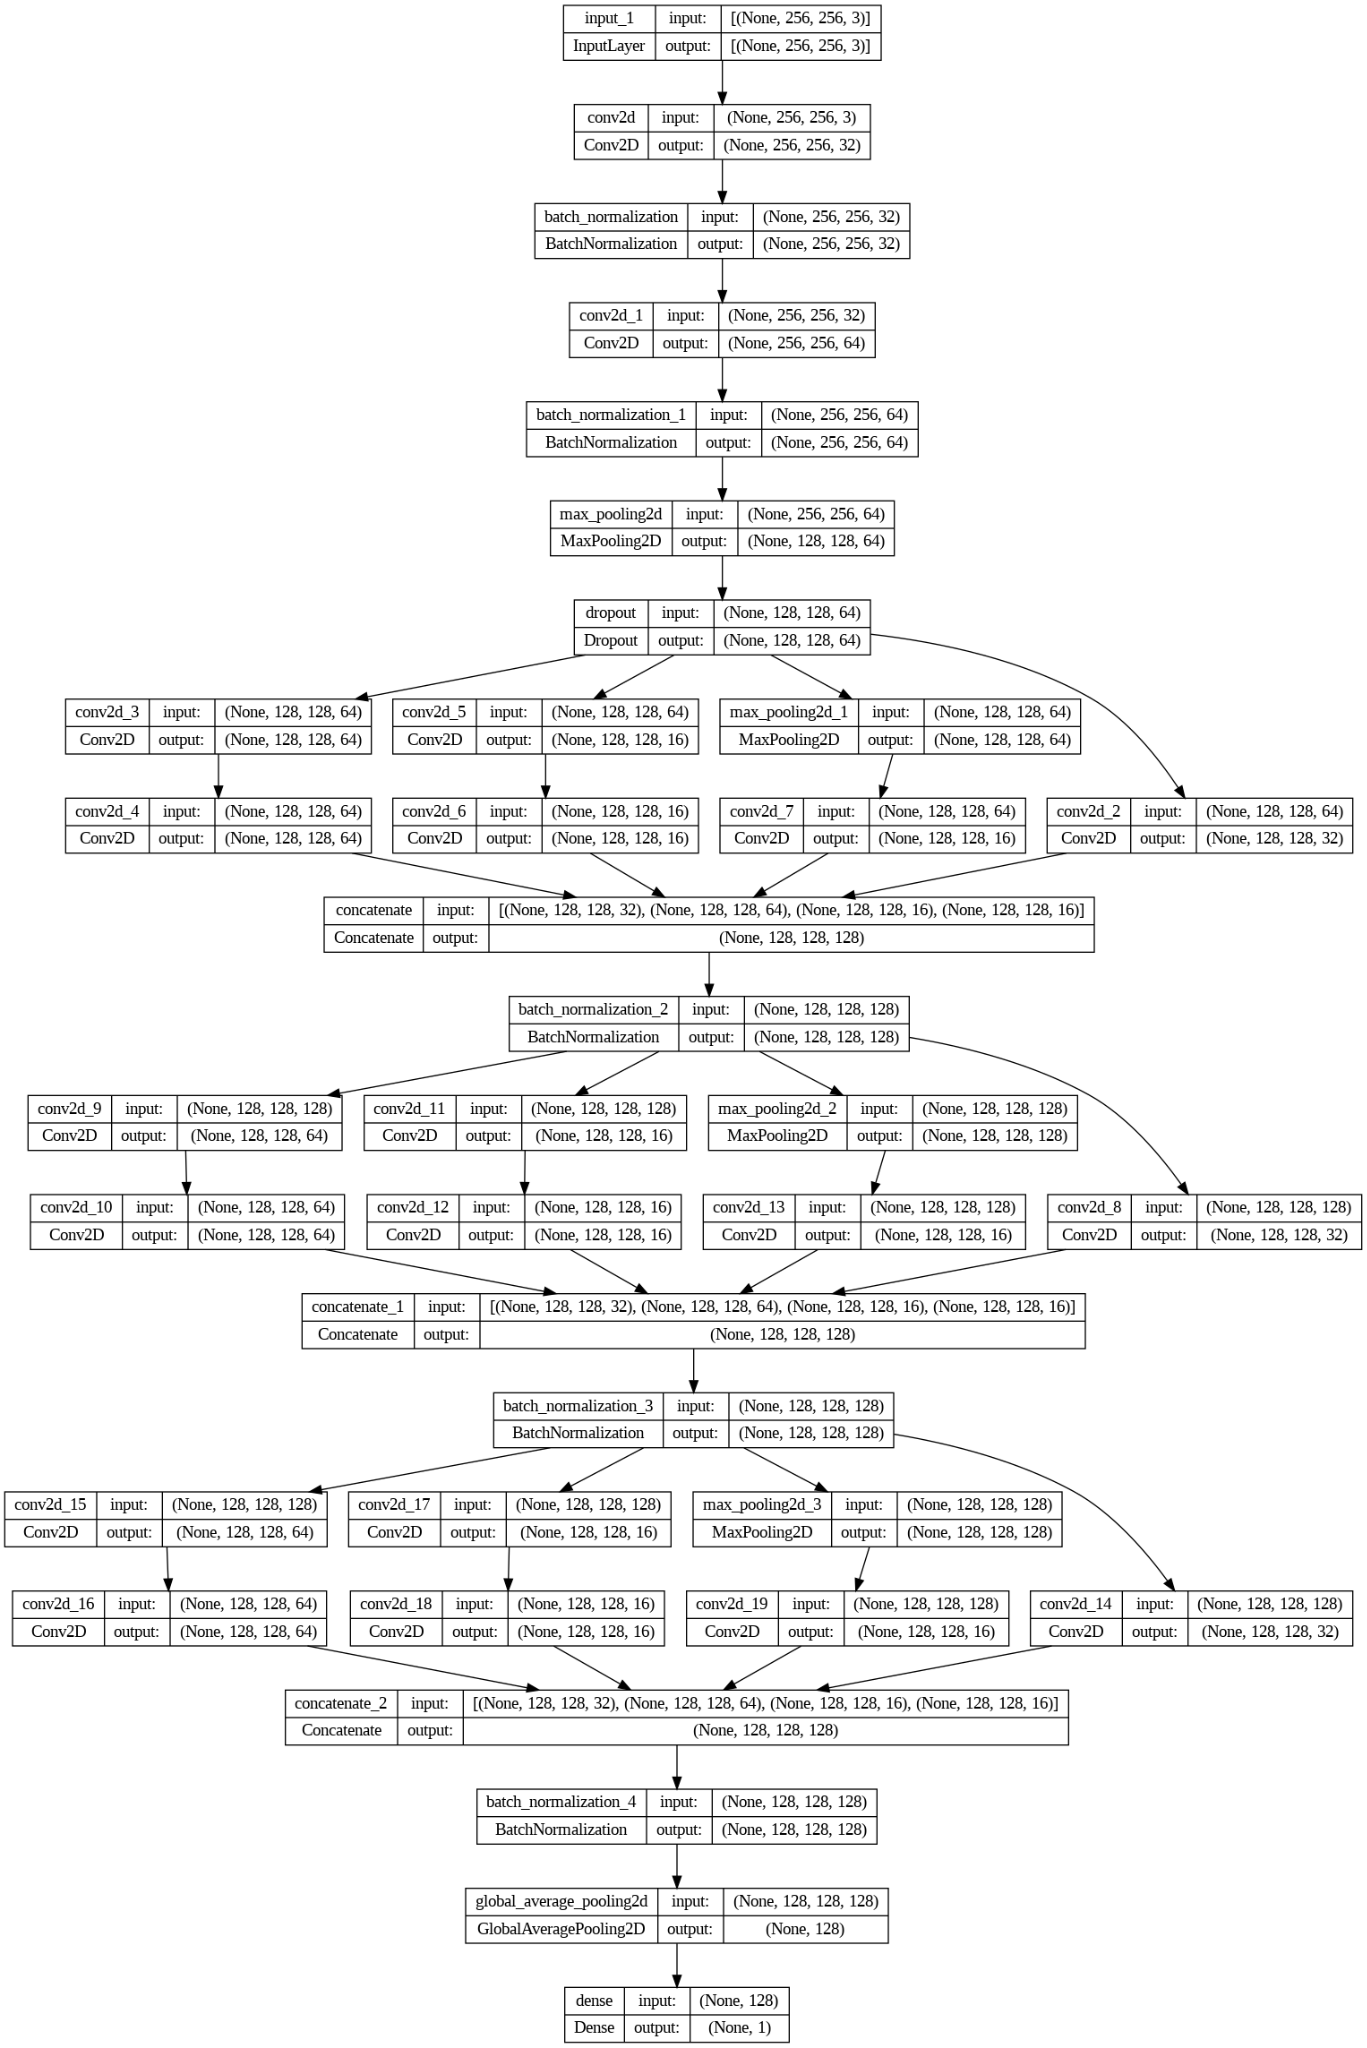 input_1 input: [(None, 256, 256, 3)]
InputLayer output: [(None, 256, 256, 3)]
conv2d input: (None, 256, 256, 3)
Conv2D output: (None, 256, 256, 32)
batch_normalization input: (None, 256, 256, 32)
BatchNormalization output: (None, 256, 256, 32)
conv2d_1 input: (None, 256, 256, 32)
Conv2D output: (None, 256, 256, 64)
batch_normalization_1 input: (None, 256, 256, 64)
BatchNormalization output: (None, 256, 256, 64)
max_pooling2d input: (None, 256, 256, 64)
MaxPooling2D output: (None, 128, 128, 64)
dropout input: (None, 128, 128, 64)
Dropout output: (None, 128, 128, 64)
conv2d_3 input: (None, 128, 128, 64)
Conv2D output: (None, 128, 128, 64)
conv2d_5 input: (None, 128, 128, 64)
Conv2D output: (None, 128, 128, 16)
max_pooling2d_1 input: (None, 128, 128, 64)
MaxPooling2D output: (None, 128, 128, 64)
conv2d_4 input: (None, 128, 128, 64)
Conv2D output: (None, 128, 128, 64)
conv2d_6 input: (None, 128, 128, 16)
Conv2D output: (None, 128, 128, 16)
conv2d_7 input: (None, 128, 128, 64)
Conv2D output: (None, 128, 128, 16)
conv2d_2 input: (None, 128, 128, 64)
Conv2D output: (None, 128, 128, 32)
concatenate input: [(None, 128, 128, 32), (None, 128, 128, 64), (None, 128, 128, 16), (None, 128, 128, 16)]
Concatenate output: (None, 128, 128, 128)
batch_normalization_2 input: (None, 128, 128, 128)
BatchNormalization output: (None, 128, 128, 128)
conv2d_9 input: (None, 128, 128, 128)
Conv2D output: (None, 128, 128, 64)
conv2d_11 input: (None, 128, 128, 128)
Conv2D output: (None, 128, 128, 16)
max_pooling2d_2 input: (None, 128, 128, 128)
MaxPooling2D output: (None, 128, 128, 128)
conv2d_10 input: (None, 128, 128, 64)
Conv2D output: (None, 128, 128, 64)
conv2d_12 input: (None, 128, 128, 16)
Conv2D output: (None, 128, 128, 16)
conv2d_13 input: (None, 128, 128, 128)
Conv2D output: (None, 128, 128, 16)
conv2d_8 input: (None, 128, 128, 128)
Conv2D output: (None, 128, 128, 32)
concatenate_1 input: [(None, 128, 128, 32), (None, 128, 128, 64), (None, 128, 128, 16), (None, 128, 128, 16)]
Concatenate output: (None, 128, 128, 128)
batch_normalization_3 input: (None, 128, 128, 128)
BatchNormalization output: (None, 128, 128, 128)
conv2d_15 input: (None, 128, 128, 128)
Conv2D output: (None, 128, 128, 64)
conv2d_17 input: (None, 128, 128, 128)
Conv2D output: (None, 128, 128, 16)
max_pooling2d_3 input: (None, 128, 128, 128)
MaxPooling2D output: (None, 128, 128, 128)
conv2d_16 input: (None, 128, 128, 64)
Conv2D output: (None, 128, 128, 64)
conv2d_18 input: (None, 128, 128, 16)
Conv2D output: (None, 128, 128, 16)
conv2d_19 input: (None, 128, 128, 128)
Conv2D output: (None, 128, 128, 16)
conv2d_14 input: (None, 128, 128, 128)
Conv2D output: (None, 128, 128, 32)
concatenate_2 input: [(None, 128, 128, 32), (None, 128, 128, 64), (None, 128, 128, 16), (None, 128, 128, 16)]
Concatenate output: (None, 128, 128, 128)
batch_normalization_4 input: (None, 128, 128, 128)
BatchNormalization output: (None, 128, 128, 128)
global_average_pooling2d input: (None, 128, 128, 128)
GlobalAveragePooling2D output: (None, 128)
dense input: (None, 128)
Dense output: (None, 1)